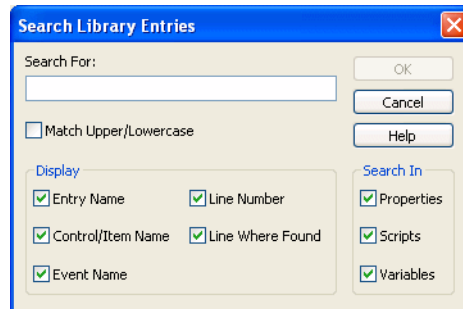 Search Library Entries
Search For:
OK
Cancel
Match Upper/Lowercase
Help
Display
Search In
Entry Name
Line Number
Properties
Control/Item Name
Line Where Found
Scripts
Event Name
Variables